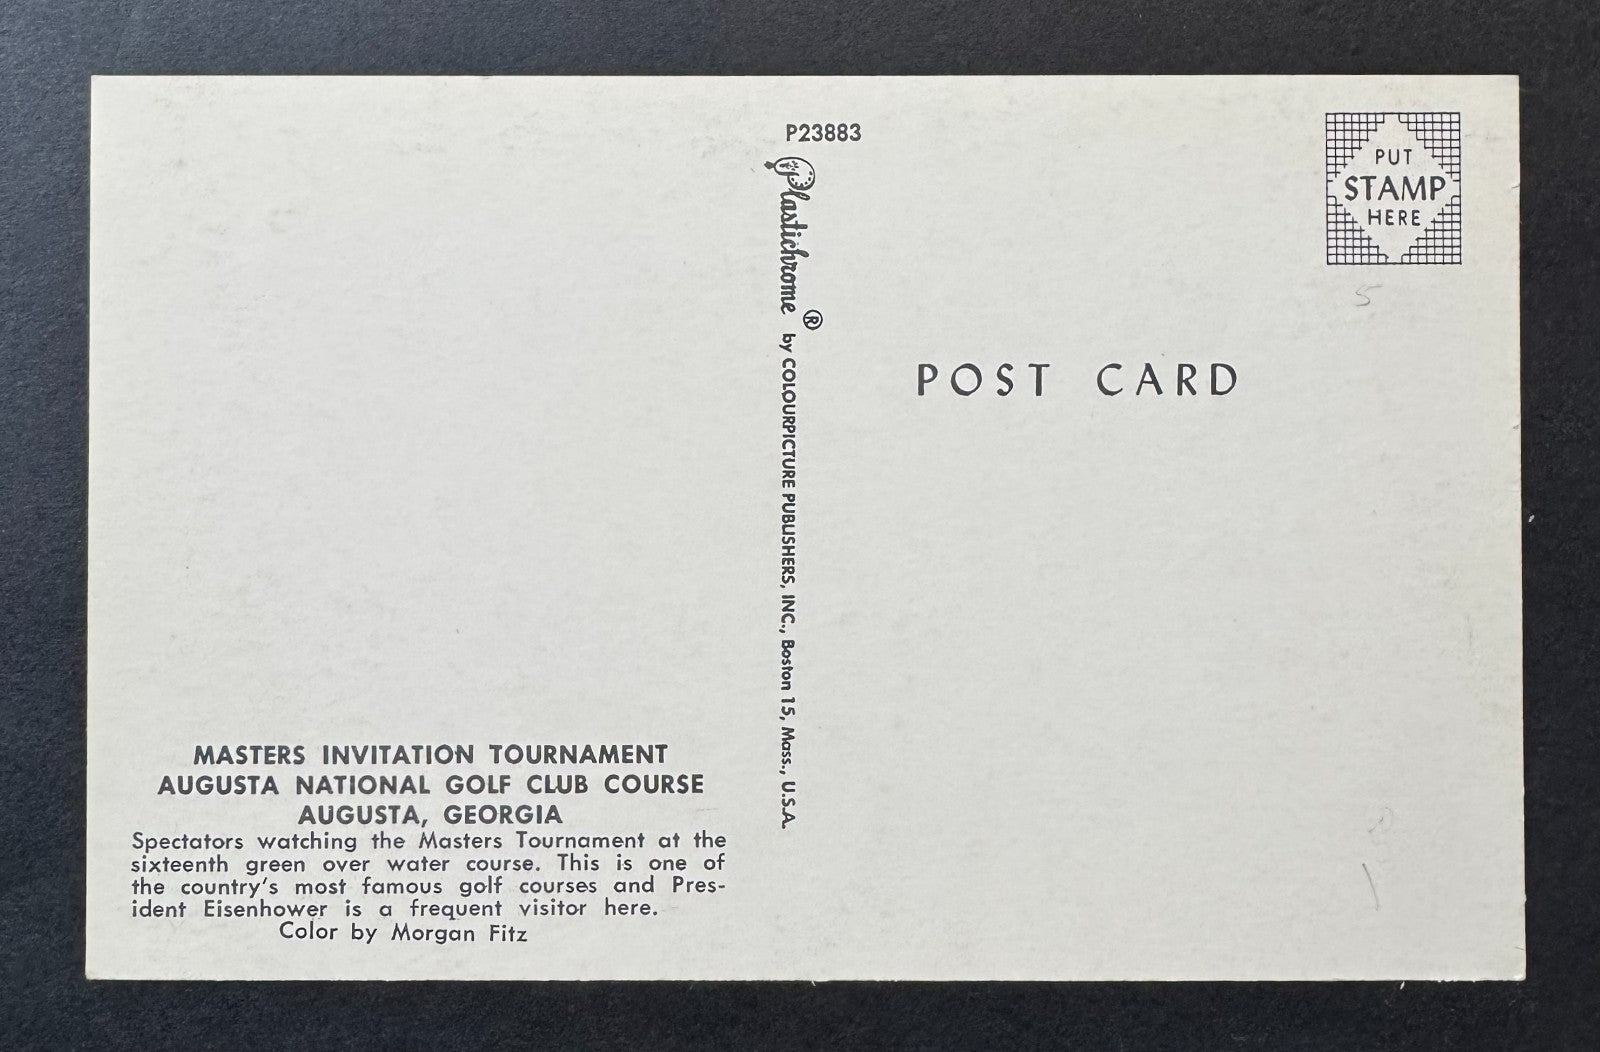 P23883
PUT
STAMP
HERE
Plastichrome ® by COLOURPICTURE PUBLISHERS, INC., Boston 15, Mass., U.S.A.
5
POST CARD
MASTERS INVITATION TOURNAMENT
AUGUSTA NATIONAL GOLF CLUB COURSE
AUGUSTA, GEORGIA
Spectators watching the Masters Tournament at the
sixteenth green over water course. This is one of
the country's most famous golf courses and Pres-
ident Eisenhower is a frequent visitor here.
Color by Morgan Fitz